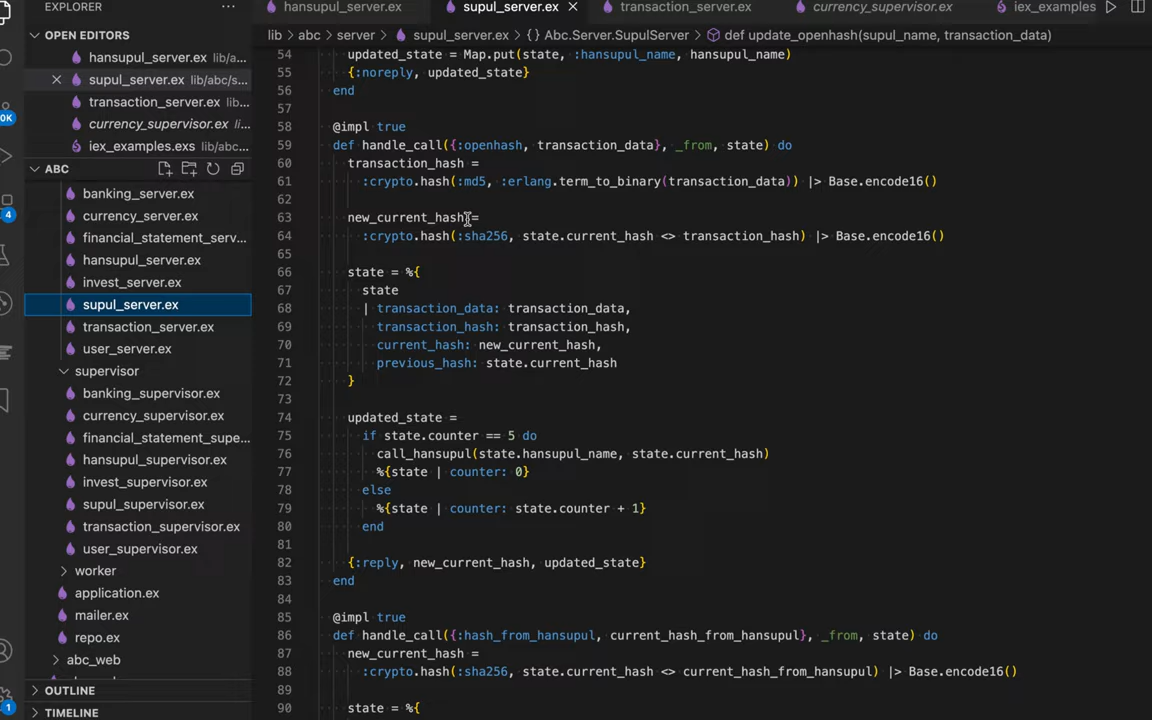 EXPLORER
...
hansupul_server.ex
supul_server.ex
transaction_server.ex
currency_supervisor.ex
iex_examples
OPEN EDITORS
hansupul_server.ex lib/a...
supul_server.ex lib/abc/s...
transaction_server.ex lib...
currency_supervisor.ex li...
iex_examples.exs lib/abc...
0K
4
1
ABC
banking_server.ex
currency_server.ex
financial_statement_serv...
hansupul_server.ex
invest_server.ex
supul_server.ex
transaction_server.ex
user_server.ex
supervisor
banking_supervisor.ex
currency_supervisor.ex
financial_statement_supe...
hansupul_supervisor.ex
invest_supervisor.ex
supul_supervisor.ex
transaction_supervisor.ex
user_supervisor.ex
worker
application.ex
mailer.ex
repo.ex
abc_web
OUTLINE
TIMELINE
lib > abc > server > supul_server.ex > {} Abc.Server.SupulServer > def update_openhash(supul_name, transaction_data)
54 updated_state = Map.put(state, :hansupul_name, hansupul_name)
55 {:noreply, updated_state}
56 end
57
58 @impl true
59 def handle_call({:openhash, transaction_data}, _from, state) do
60 transaction_hash =
61 :crypto.hash(:md5, :erlang.term_to_binary(transaction_data)) |> Base.encode16()
62
63 new_current_hash =
64 :crypto.hash(:sha256, state.current_hash <> transaction_hash) |> Base.encode16()
65
66 state = %{
67 state
68 | transaction_data: transaction_data,
69 transaction_hash: transaction_hash,
70 current_hash: new_current_hash,
71 previous_hash: state.current_hash
72 }
73
74 updated_state =
75 if state.counter == 5 do
76 call_hansupul(state.hansupul_name, state.current_hash)
77 %{state | counter: 0}
78 else
79 %{state | counter: state.counter + 1}
80 end
81
82 {:reply, new_current_hash, updated_state}
83 end
84
85 @impl true
86 def handle_call({:hash_from_hansupul, current_hash_from_hansupul}, _from, state) do
87 new_current_hash =
88 :crypto.hash(:sha256, state.current_hash <> current_hash_from_hansupul) |> Base.encode16()
89
90 state = %{